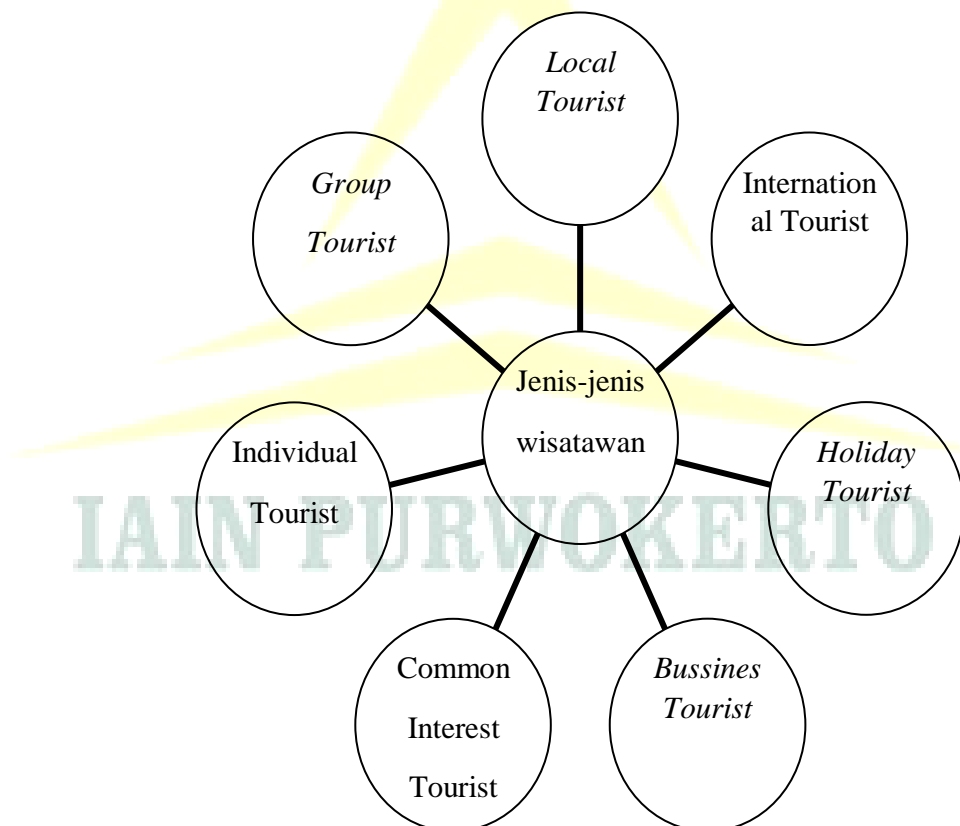 Local
Tourist
Group
Tourist
Internation
al Tourist
Jenis-jenis
wisatawan
Individual
Tourist
Holiday
Tourist
IAIN PURWOKERTO
Common
Interest
Tourist
Bussines
Tourist